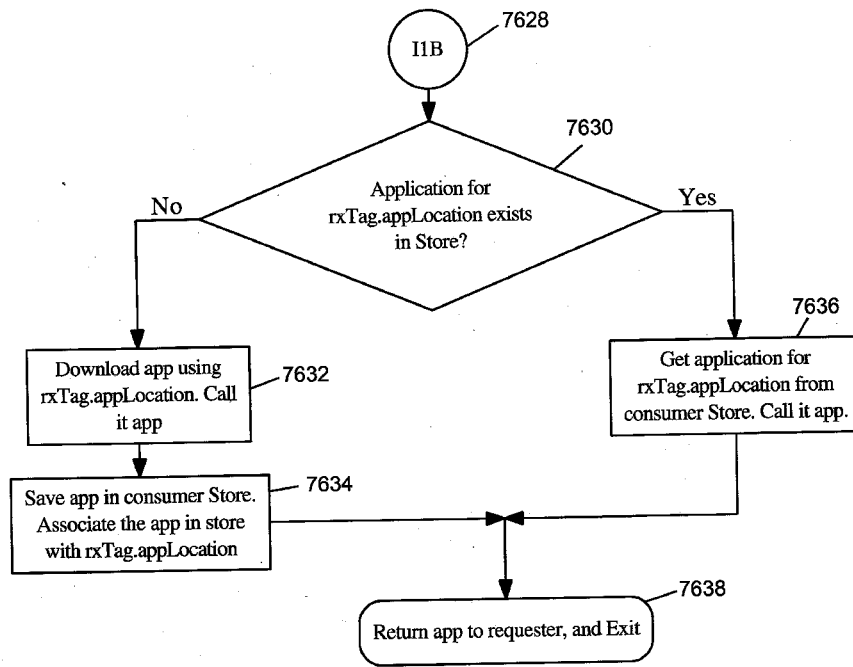 7628
I1B
7630
Application for
rxTag.appLocation exists
in Store?
No
Yes
7636
Download app using
rxTag.appLocation. Call
it app
7632
Get application for
rxTag.appLocation from
consumer Store. Call it app.
7634
Save app in consumer Store.
Associate the app in store
with rxTag.appLocation
7638
Return app to requester, and Exit